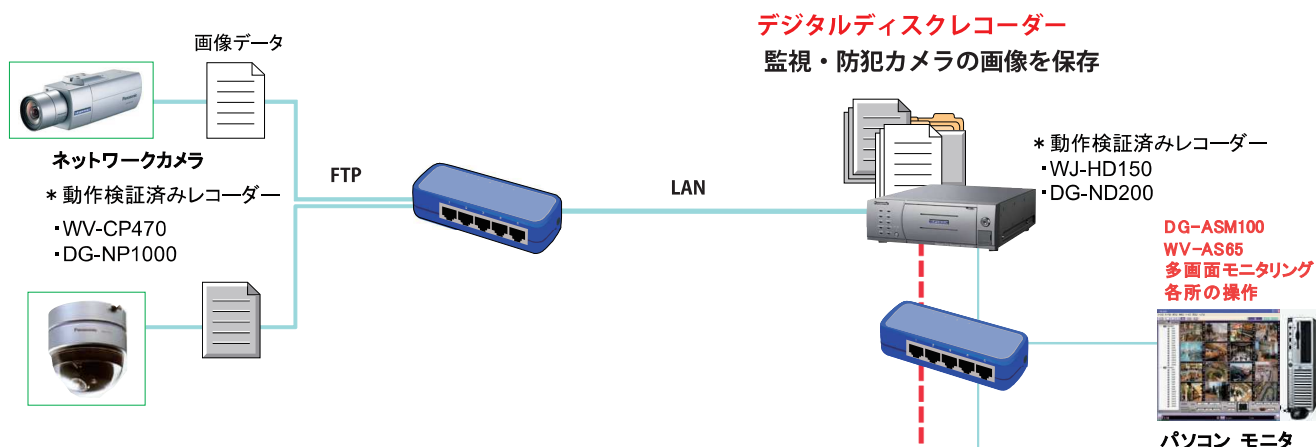 デジタルディスクレコーダー
監視・防犯カメラの画像を保存
画像データ
ネットワークカメラ
＊動作検証済みレコーダー
・WV-CP470
・DG-NP1000
FTP
LAN
＊動作検証済みレコーダー
・WJ-HD150
・DG-ND200
DG-ASM100
WV-AS65
多画面モニタリング
各所の操作
パソコン モニタ
Panasonic